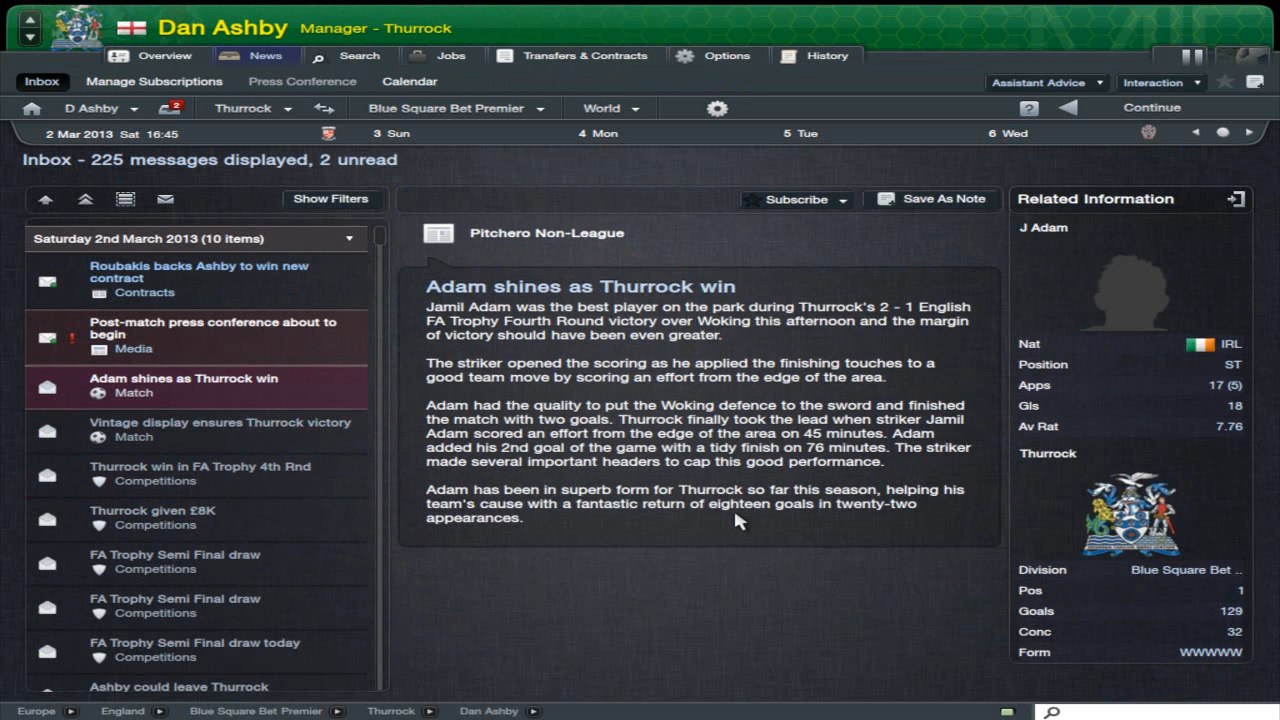 Dan Ashby Manager - Thurrock
Overview News Search Jobs Transfers & Contracts Options History
Inbox Manage Subscriptions Press Conference Calendar Assistant Advice Interaction
D Ashby 2 Thurrock Blue Square Bet Premier World ? Continue
2 Mar 2013 Sat 16:45 3 Sun 4 Mon 5 Tue 6 Wed
Inbox - 225 messages displayed, 2 unread
Show Filters
Saturday 2nd March 2013 (10 items)
Roubakis backs Ashby to win new
contract
Contracts
Post-match press conference about to
begin
Media
Adam shines as Thurrock win
Match
Vintage display ensures Thurrock victory
Match
Thurrock win in FA Trophy 4th Rnd
Competitions
Thurrock given £8K
Competitions
FA Trophy Semi Final draw
Competitions
FA Trophy Semi Final draw
Competitions
FA Trophy Semi Final draw today
Competitions
Ashby could leave Thurrock
Subscribe Save As Note
Pitchero Non-League
Adam shines as Thurrock win
Jamil Adam was the best player on the park during Thurrock's 2 - 1 English
FA Trophy Fourth Round victory over Woking this afternoon and the margin
of victory should have been even greater.
The striker opened the scoring as he applied the finishing touches to a
good team move by scoring an effort from the edge of the area.
Adam had the quality to put the Woking defence to the sword and finished
the match with two goals. Thurrock finally took the lead when striker Jamil
Adam scored an effort from the edge of the area on 45 minutes. Adam
added his 2nd goal of the game with a tidy finish on 76 minutes. The striker
made several important headers to cap this good performance.
Adam has been in superb form for Thurrock so far this season, helping his
team's cause with a fantastic return of eighteen goals in twenty-two
appearances.
Related Information
J Adam
Nat IRL
Position ST
Apps 17 (5)
Gls 18
Av Rat 7.76
Thurrock
Division Blue Square Bet ..
Pos 1
Goals 129
Conc 32
Form WWWWW
Europe England Blue Square Bet Premier Thurrock Dan Ashby